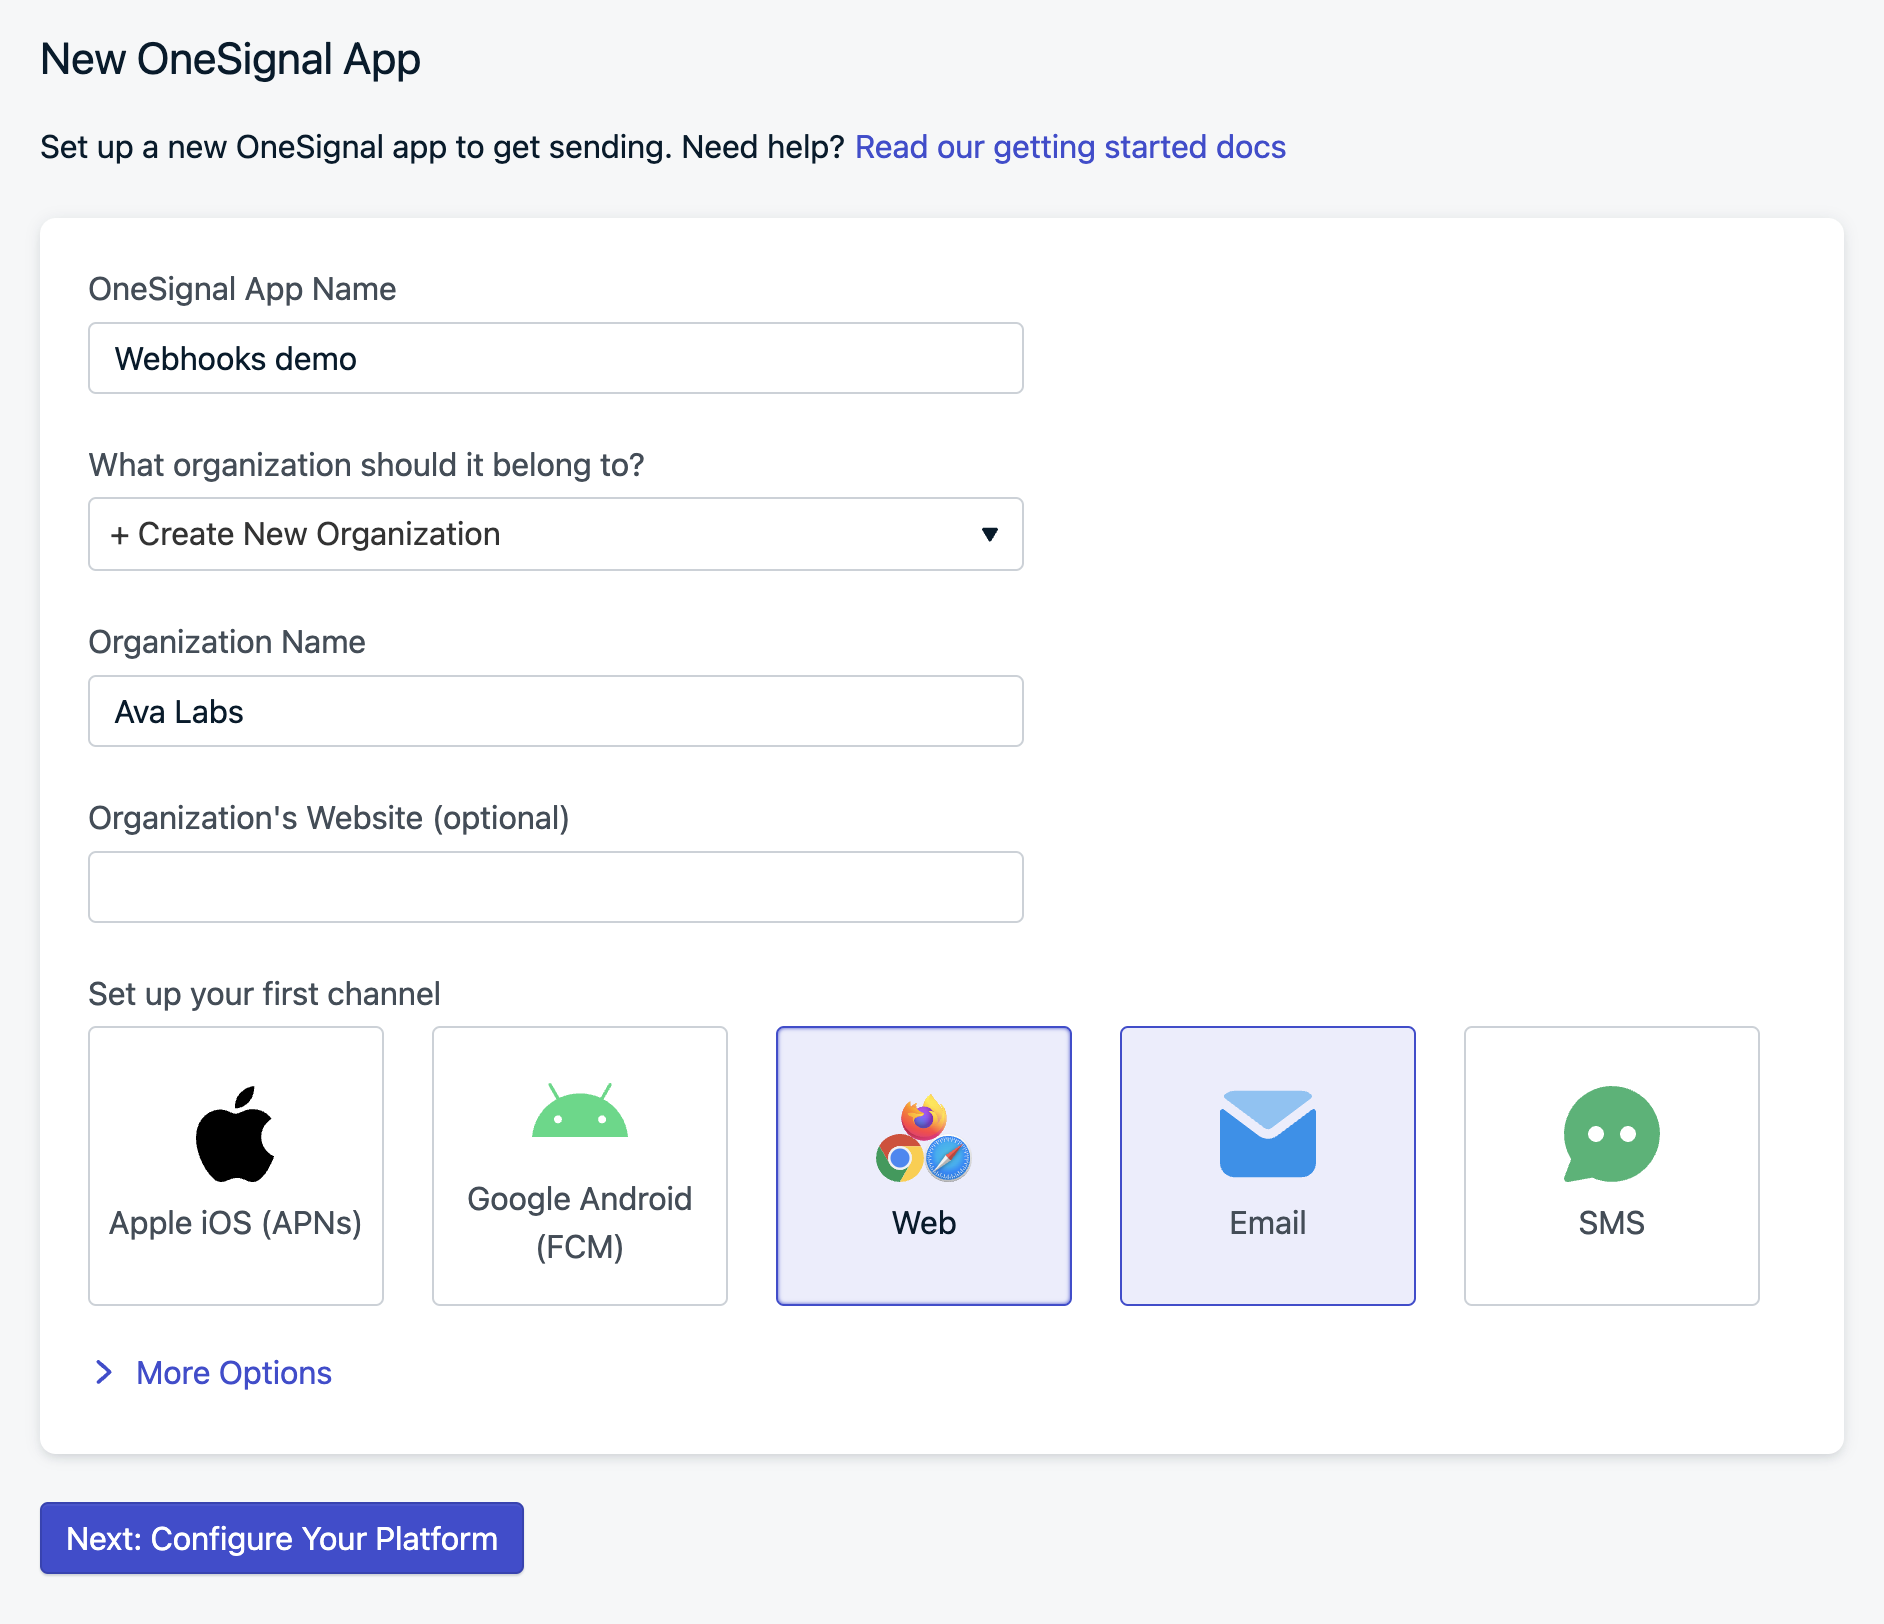 New OneSignal App
Set up a new OneSignal app to get sending. Need help? Read our getting started docs
OneSignal App Name
Webhooks demo
What organization should it belong to?
+ Create New Organization
Organization Name
Ava Labs
Organization's Website (optional)
Set up your first channel
Apple iOS (APNs)
Google Android
(FCM)
Web
Email
SMS
More Options
Next: Configure Your Platform